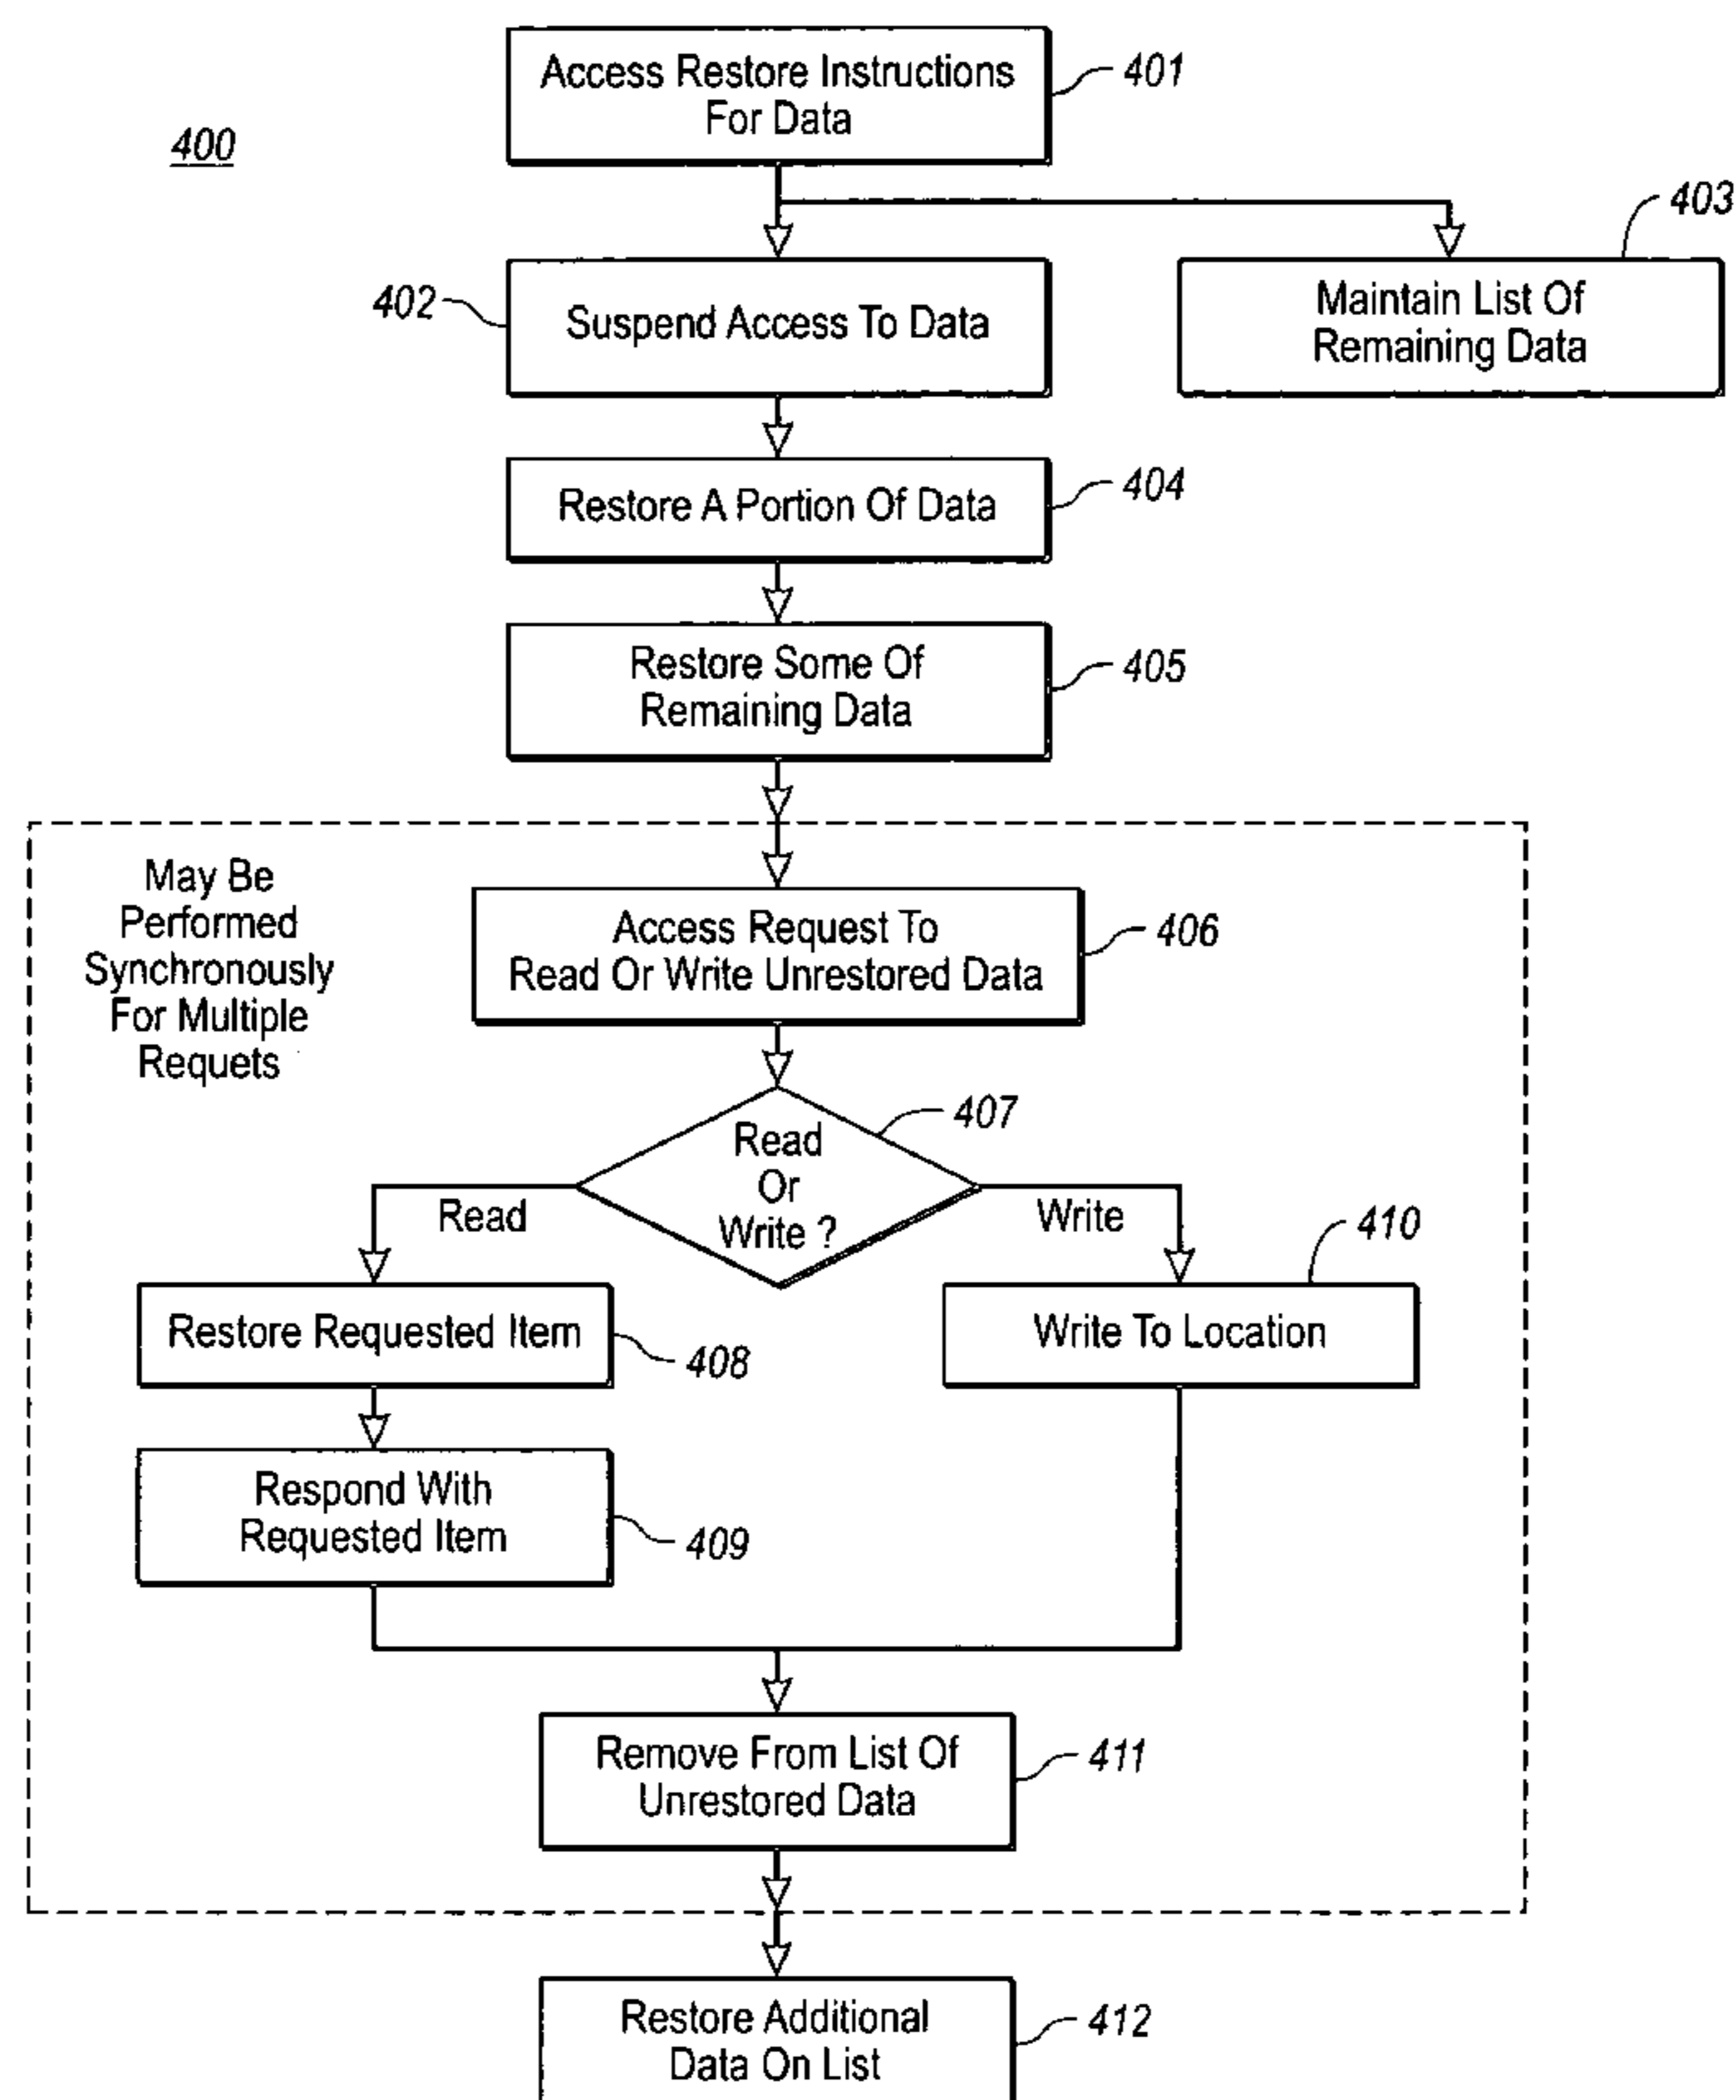 Access Restore Instructions
For Data
401
400
403
402
Suspend Access To Data
Maintain List Of
Remaining Data
Restore A Portion Of Data
404
Restore Some Of
Remaining Data
405
May Be
Performed
Synchronously
For Multiple
Requets
Access Request To
Read Or Write Unrestored Data
406
407
Read
Or
Write ?
Read
Write
410
Restore Requested Item
408
Write To Location
Respond With
Requested Item
409
Remove From List Of
Unrestored Data
411
Restore Additional
Data On List
412